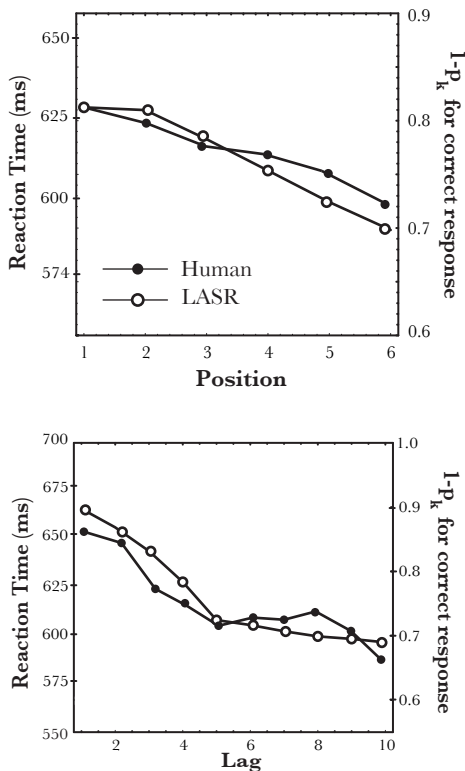 650
625
600
574
Reaction Time (ms)
0.9
0.8
0.7
0.6
1-p_k for correct response
Human
LASR
1 2 3 4 5 6
Position
700
650
625
600
575
550
Reaction Time (ms)
1.0
0.9
0.8
0.7
0.6
1-p_k for correct response
2 4 6 8 10
Lag